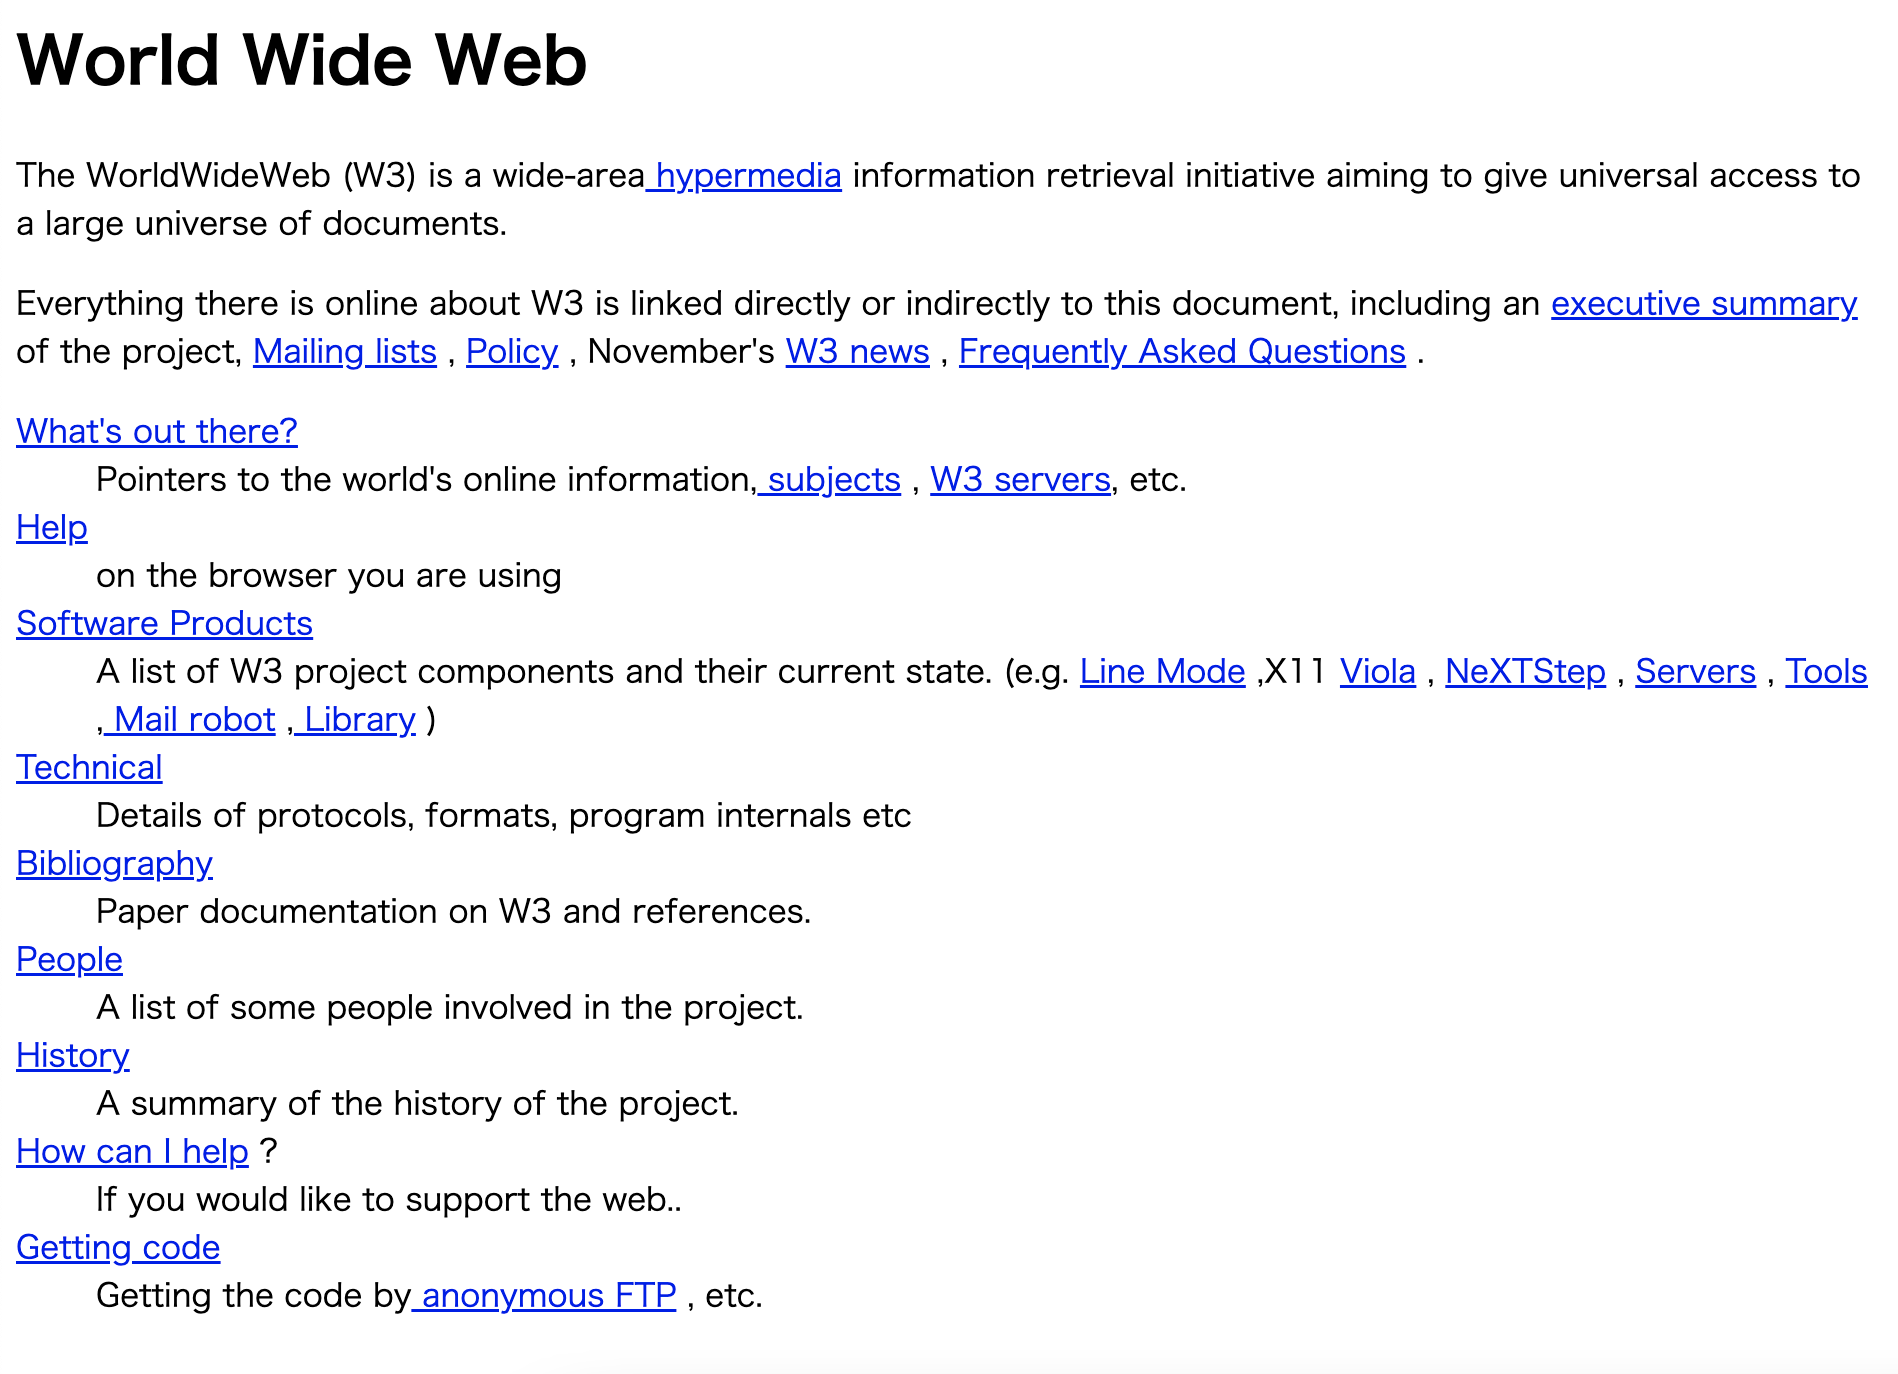 World Wide Web
The WorldWideWeb (W3) is a wide-area hypermedia information retrieval initiative aiming to give universal access to
a large universe of documents.
Everything there is online about W3 is linked directly or indirectly to this document, including an executive summary
of the project, Mailing lists , Policy , November's W3 news , Frequently Asked Questions .
What's out there?
Pointers to the world's online information, subjects , W3 servers, etc.
Help
on the browser you are using
Software Products
A list of W3 project components and their current state. (e.g. Line Mode ,X11 Viola , NeXTStep , Servers , Tools
, Mail robot , Library )
Technical
Details of protocols, formats, program internals etc
Bibliography
Paper documentation on W3 and references.
People
A list of some people involved in the project.
History
A summary of the history of the project.
How can I help ?
If you would like to support the web..
Getting code
Getting the code by anonymous FTP , etc.